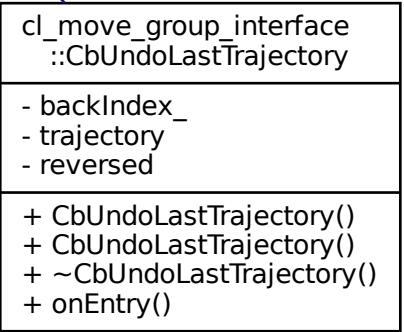 cl_move_group_interface
::CbUndoLastTrajectory
- backIndex_
- trajectory
- reversed
+ CbUndoLastTrajectory()
+ CbUndoLastTrajectory()
+ ~CbUndoLastTrajectory()
+ onEntry()